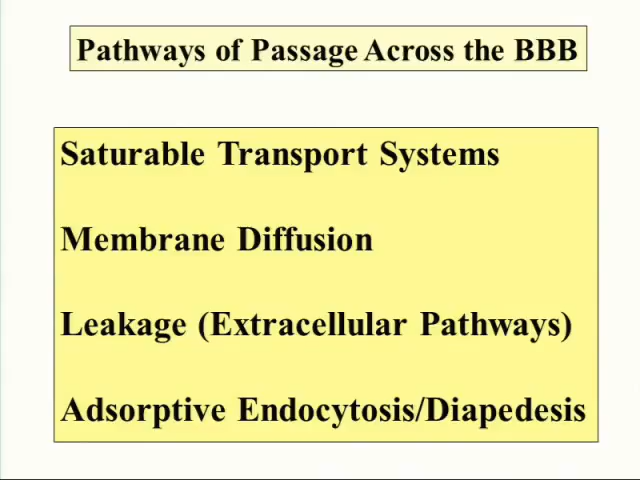 Pathways of Passage Across the BBB
Saturable Transport Systems
Membrane Diffusion
Leakage (Extracellular Pathways)
Adsorptive Endocytosis/Diapedesis